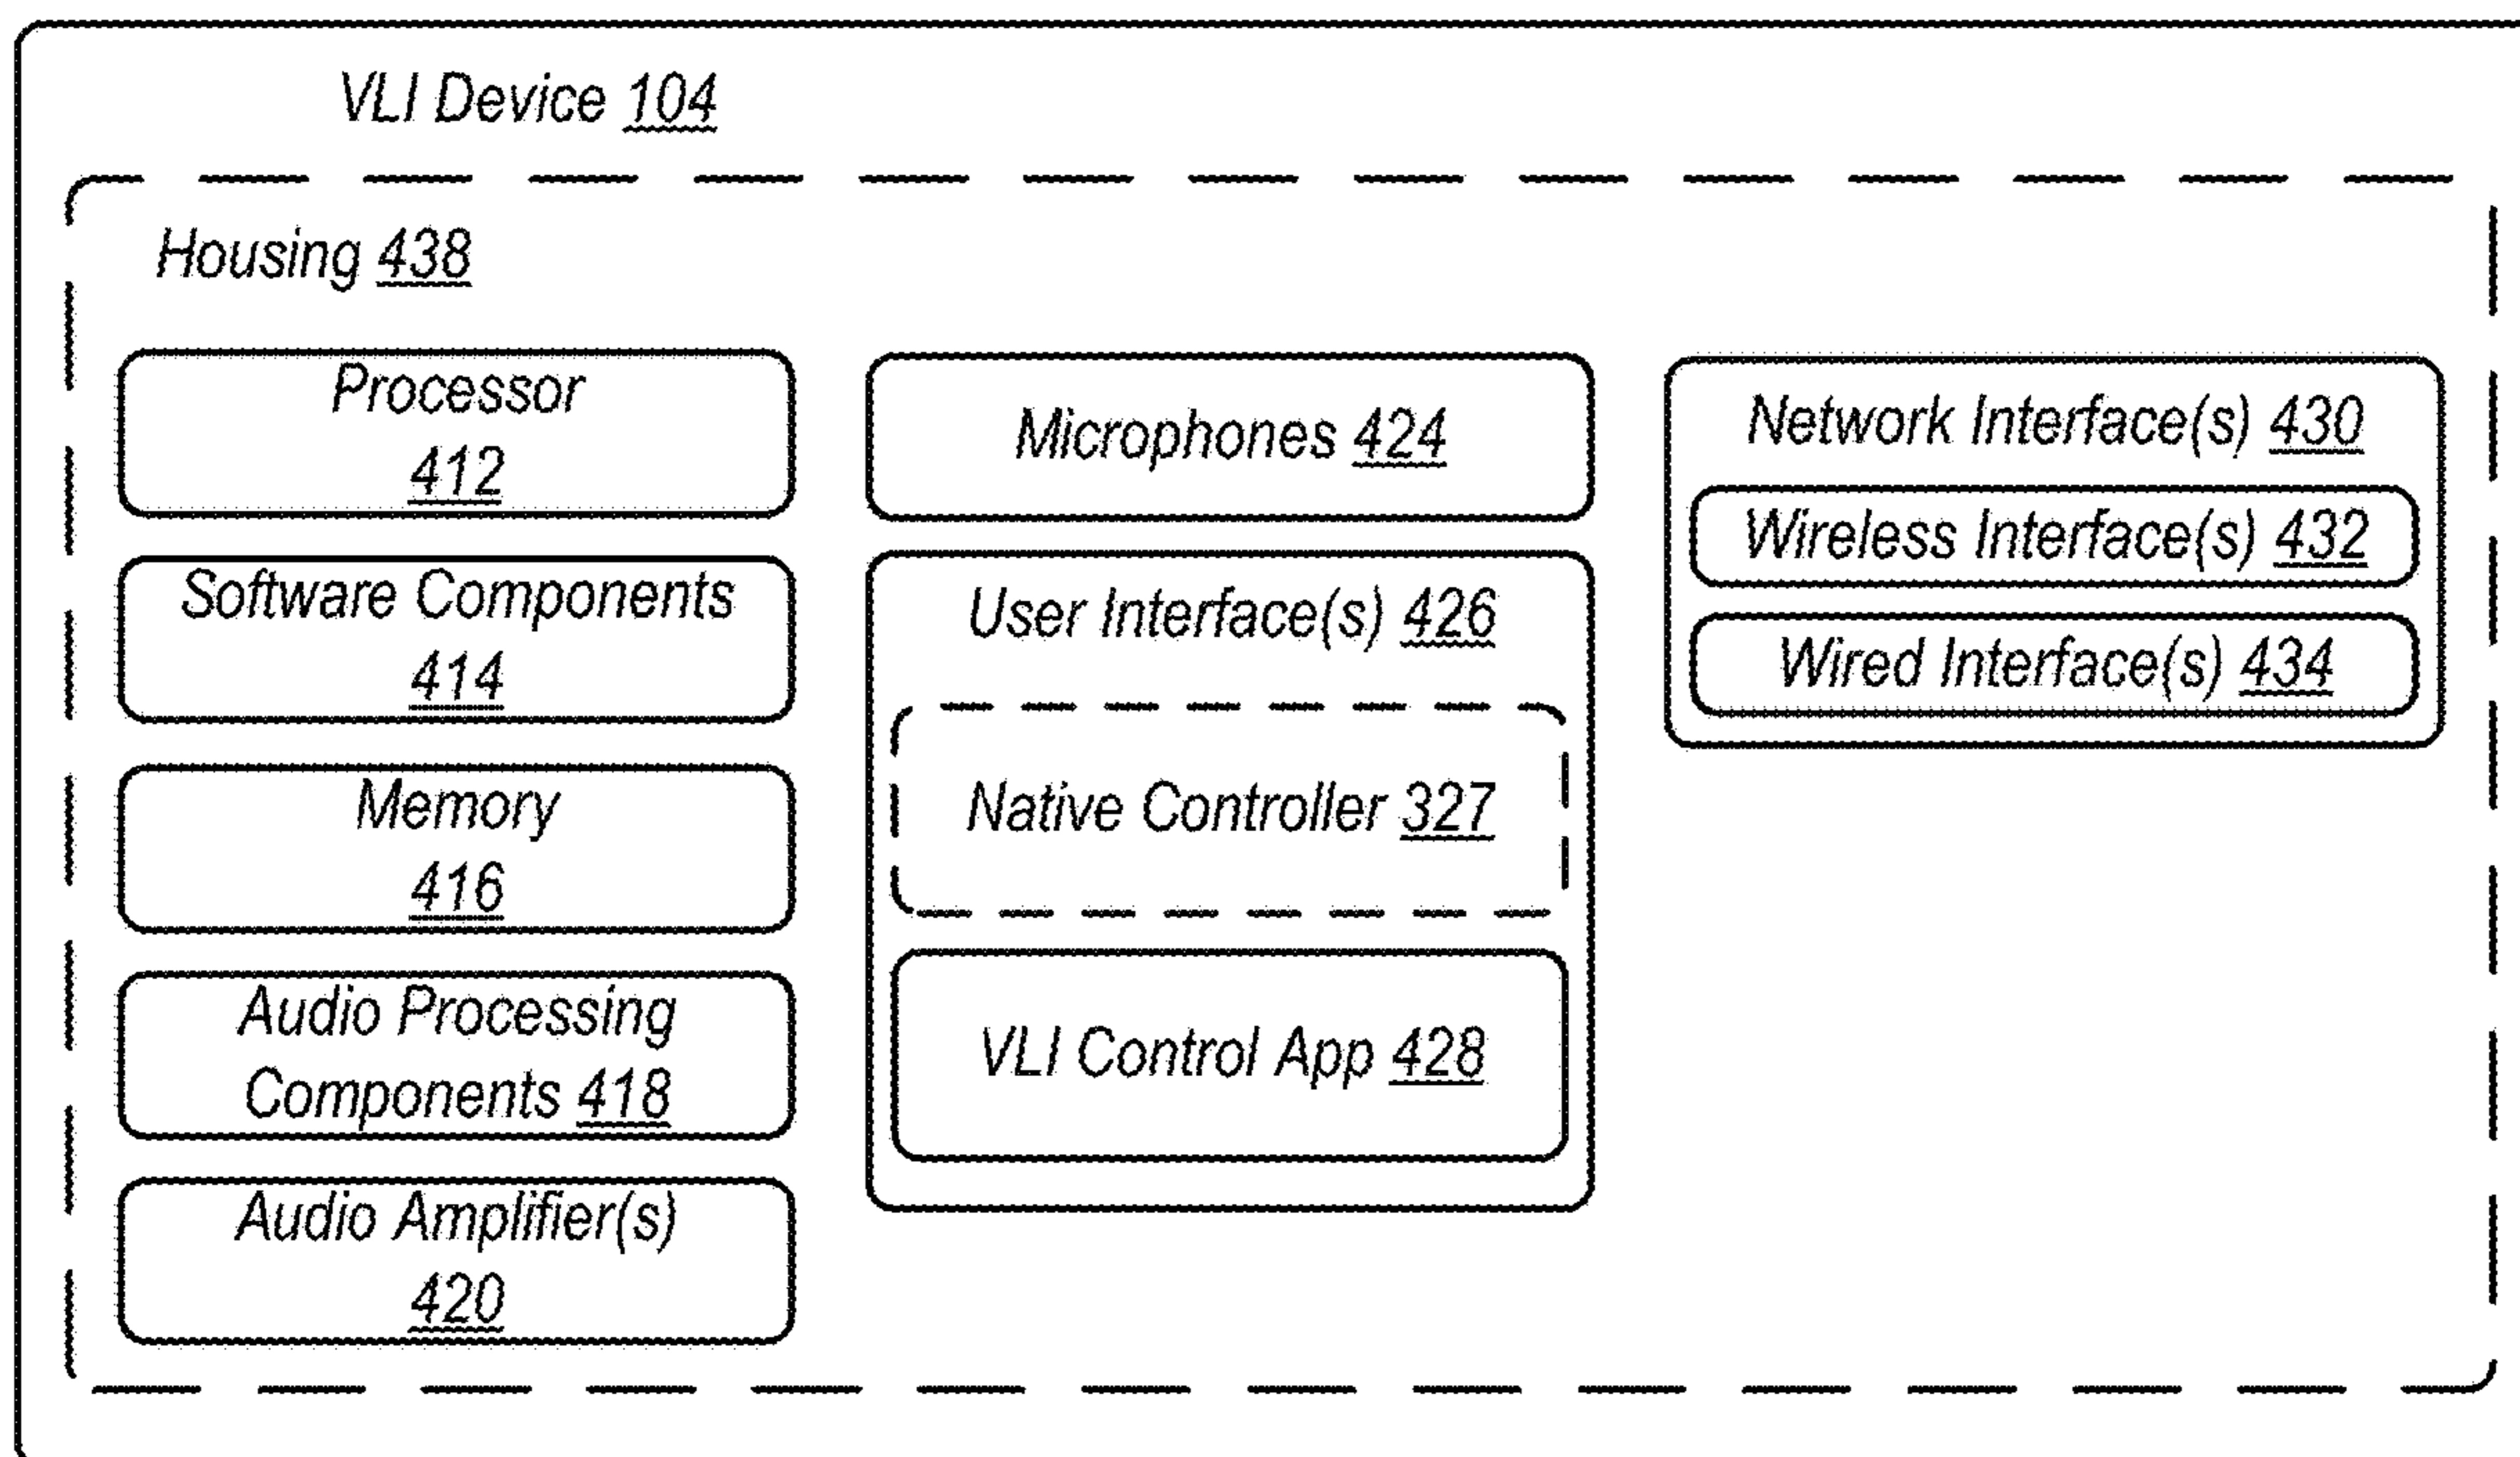 VLI Device 104
Housing 438
Processor
412
Software Components
414
Memory
416
Audio Processing
Components 418
Audio Amplifier(s)
420
Microphones 424
User Interface(s) 426
Native Controller 327
VLI Control App 428
Network Interface(s) 430
Wireless Interface(s) 432
Wired Interface(s) 434